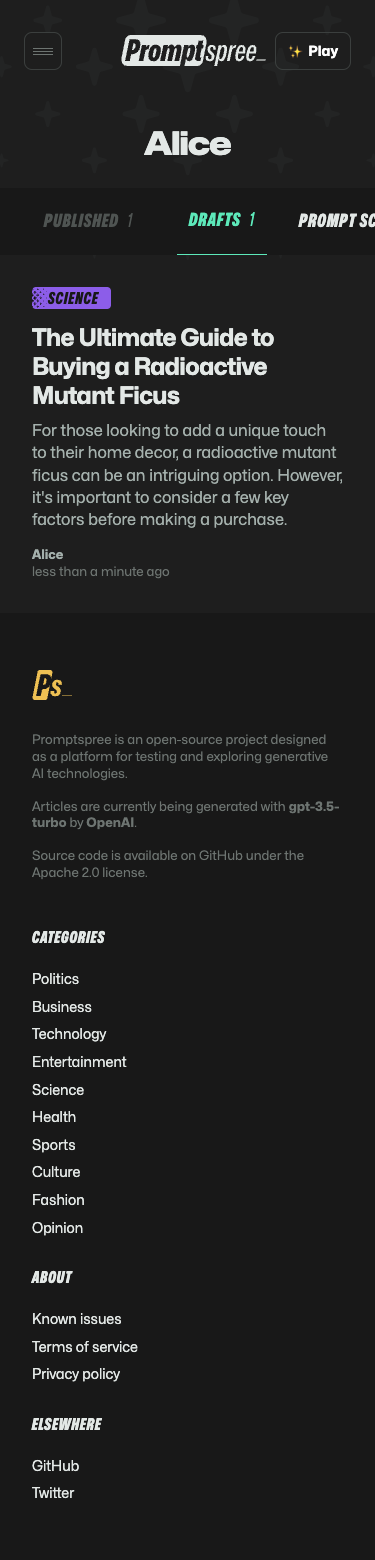 Promptspree_
✨ Play
Alice
PUBLISHED 1
DRAFTS 1
PROMPT SC
SCIENCE
The Ultimate Guide to
Buying a Radioactive
Mutant Ficus
For those looking to add a unique touch
to their home decor, a radioactive mutant
ficus can be an intriguing option. However,
it's important to consider a few key
factors before making a purchase.
Alice
less than a minute ago
Ps_
Promptspree is an open-source project designed
as a platform for testing and exploring generative
AI technologies.
Articles are currently being generated with gpt-3.5-
turbo by OpenAI.
Source code is available on GitHub under the
Apache 2.0 license.
CATEGORIES
Politics
Business
Technology
Entertainment
Science
Health
Sports
Culture
Fashion
Opinion
ABOUT
Known issues
Terms of service
Privacy policy
ELSEWHERE
GitHub
Twitter